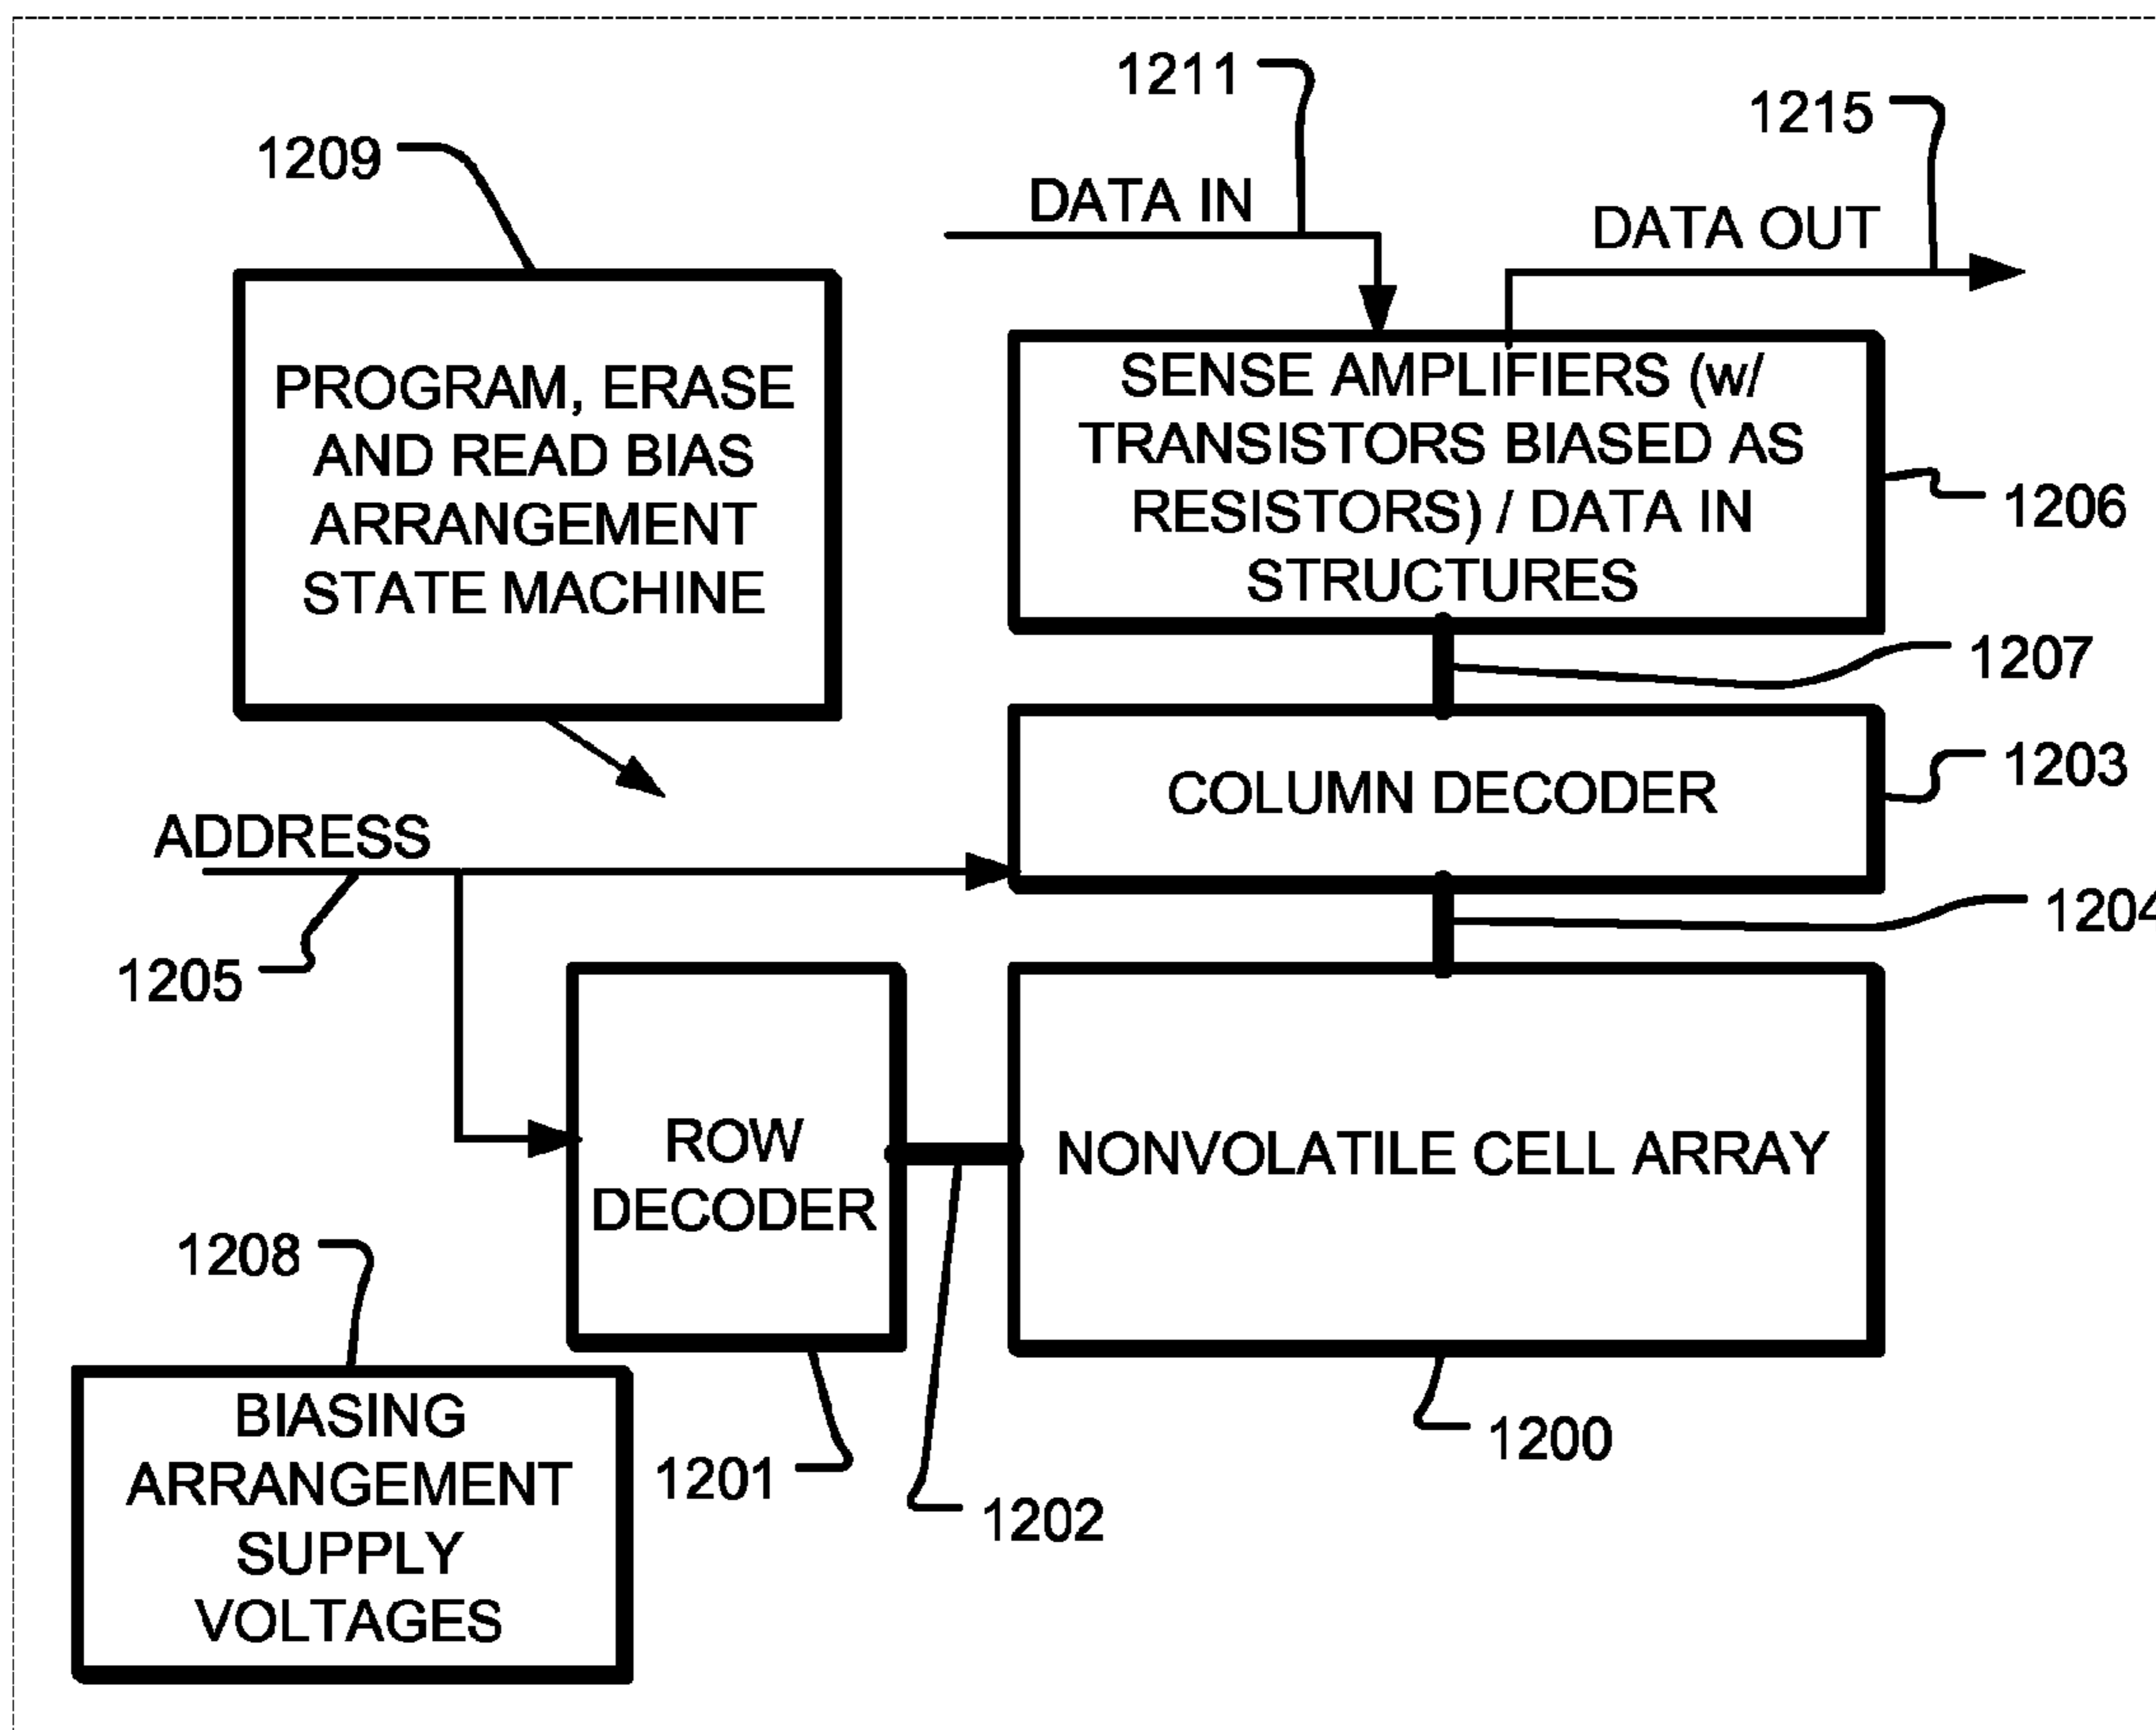 1211
1215
1209
DATA IN
DATA OUT
PROGRAM, ERASE
AND READ BIAS
ARRANGEMENT
STATE MACHINE
SENSE AMPLIFIERS (w/
TRANSISTORS BIASED AS
RESISTORS) / DATA IN
STRUCTURES
1206
1207
COLUMN DECODER
1203
ADDRESS
1204
1205
ROW
DECODER
NONVOLATILE CELL ARRAY
1208
BIASING
ARRANGEMENT
SUPPLY
VOLTAGES
1201
1202
1200